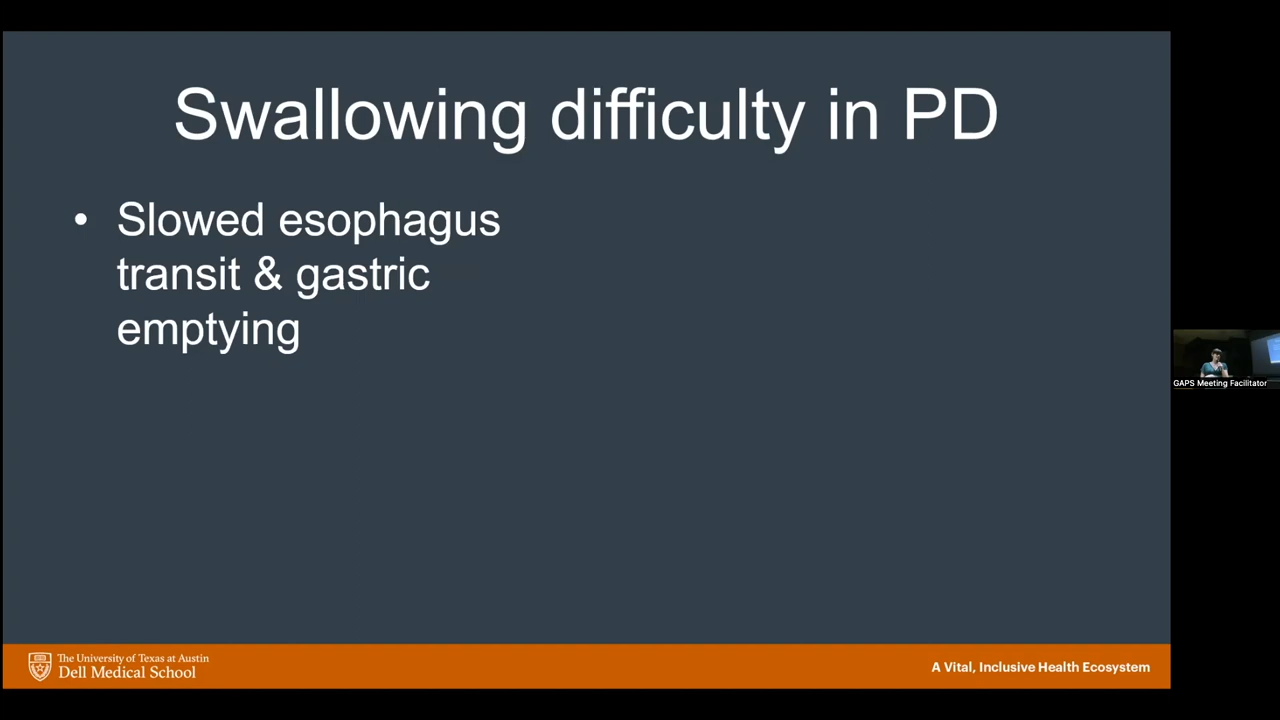 Swallowing difficulty in PD
• Slowed esophagus
transit & gastric
emptying
GAPS Meeting Facilitator
The University of Texas at Austin
Dell Medical School
A Vital, Inclusive Health Ecosystem